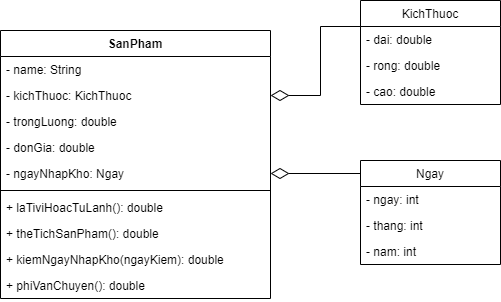 SanPham
- name: String
- kichThuoc: KichThuoc
- trongLuong: double
- donGia: double
- ngayNhapKho: Ngay
+ laTiviHoacTuLanh(): double
+ theTichSanPham(): double
+ kiemNgayNhapKho(ngayKiem): double
+ phiVanChuyen(): double
KichThuoc
- dai: double
- rong: double
- cao: double
Ngay
- ngay: int
- thang: int
- nam: int